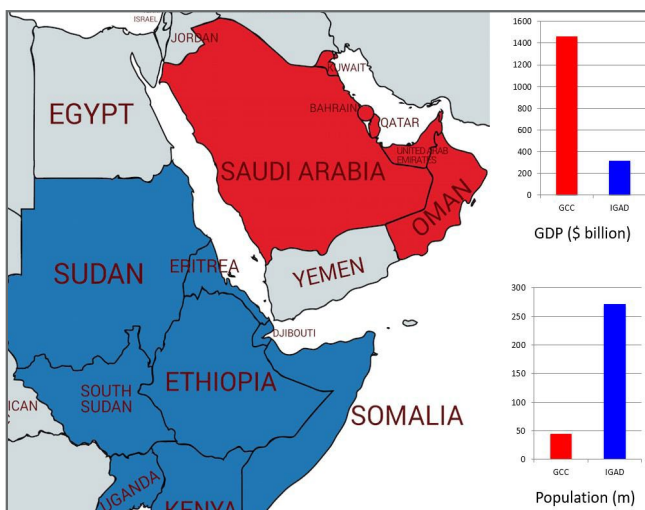 ISRAEL
JORDAN
KUWAIT
EGYPT
BAHRAIN
QATAR
SAUDI ARABIA
UNITED ARAB
EMIRATES
OMAN
SUDAN
ERITREA
YEMEN
DJIBOUTI
ETHIOPIA
SOUTH
SUDAN
SOMALIA
ICAN
UGANDA
KENYA
1600
1400
1200
1000
800
600
400
200
0
GCC
IGAD
GDP ($ billion)
300
250
200
150
100
50
0
GCC
IGAD
Population (m)